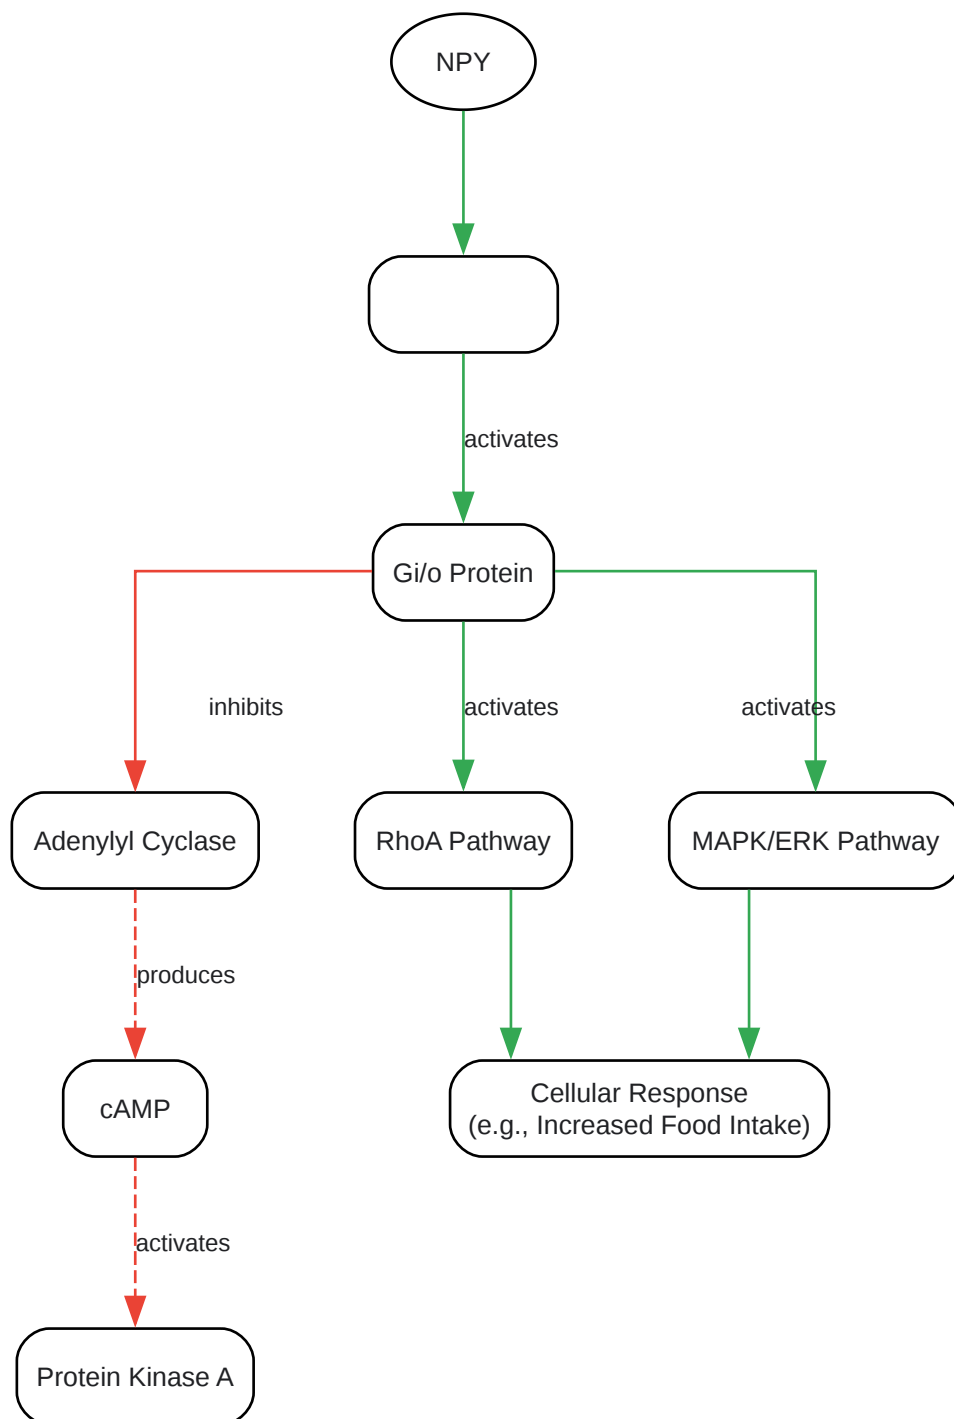 NPY
activates
Gi/o Protein
inhibits
activates
activates
Adenylyl Cyclase
RhoA Pathway
MAPK/ERK Pathway
produces
cAMP
Cellular Response
(e.g., Increased Food Intake)
activates
Protein Kinase A